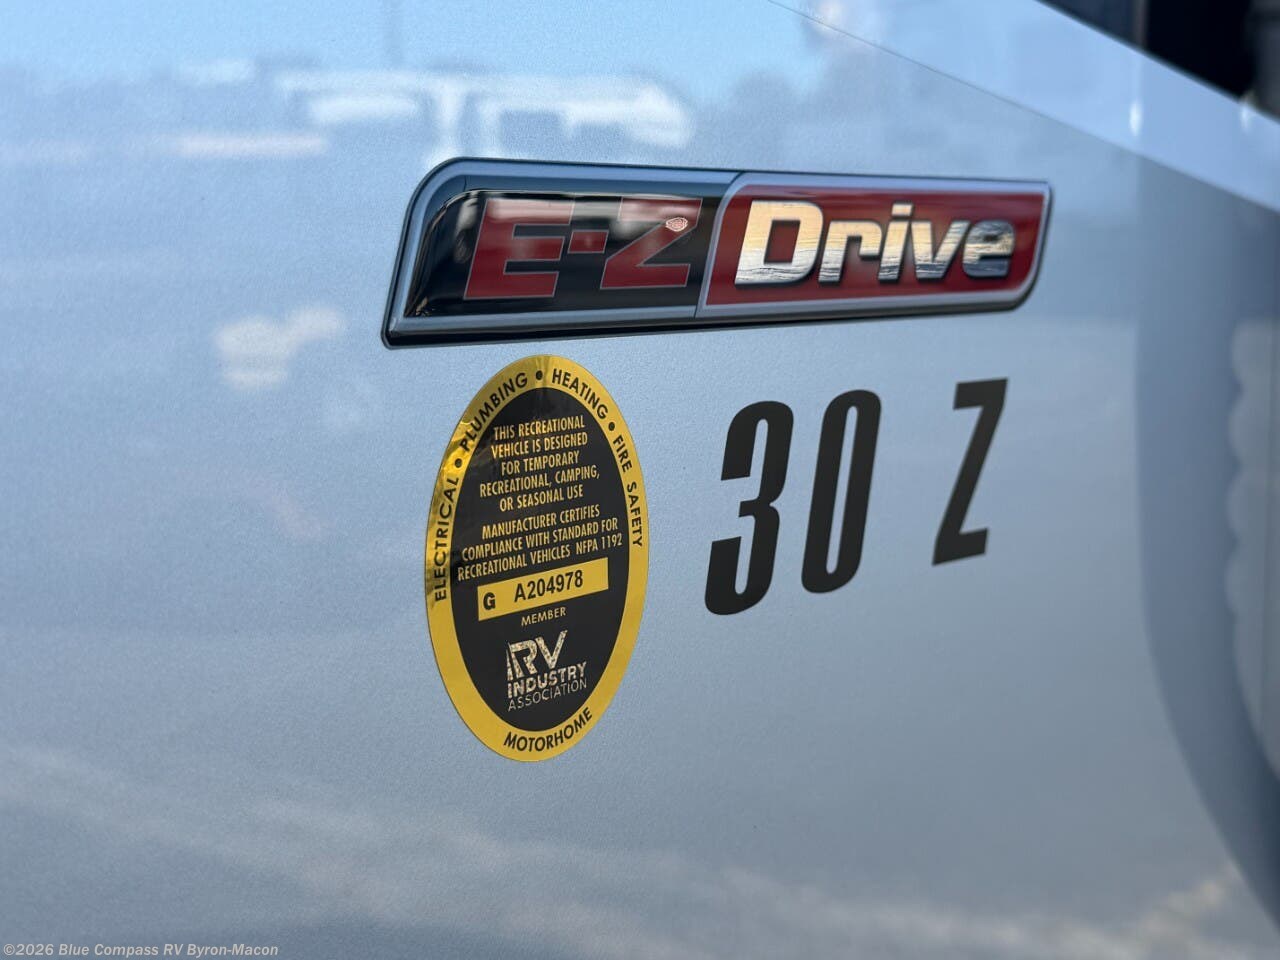 E-Z Drive
ELECTRICAL • PLUMBING • HEATING • FIRE SAFETY
THIS RECREATIONAL
VEHICLE IS DESIGNED
FOR TEMPORARY
RECREATIONAL, CAMPING,
OR SEASONAL USE
MANUFACTURER CERTIFIES
COMPLIANCE WITH STANDARD FOR
RECREATIONAL VEHICLES NFPA 1192
G A204978
MEMBER
RV
INDUSTRY
ASSOCIATION
MOTORHOME
30 Z
©2026 Blue Compass RV Byron-Macon